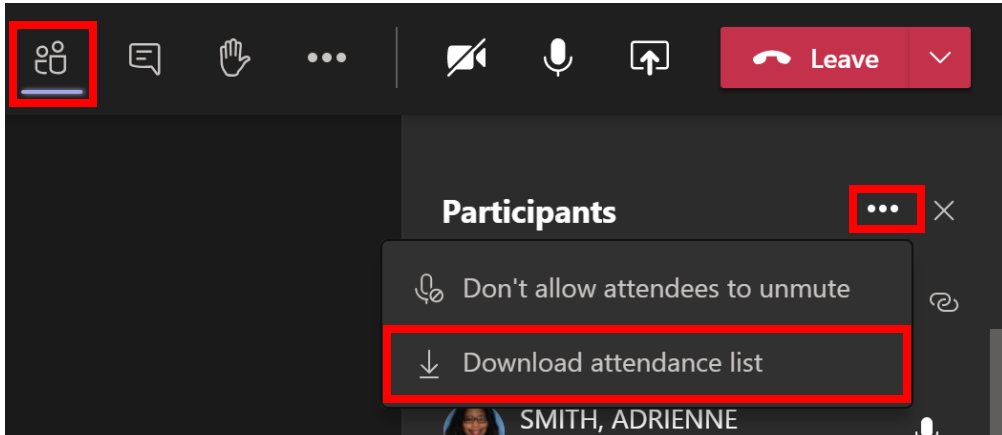 Leave
Participants
Don't allow attendees to unmute
Download attendance list
SMITH, ADRIENNE